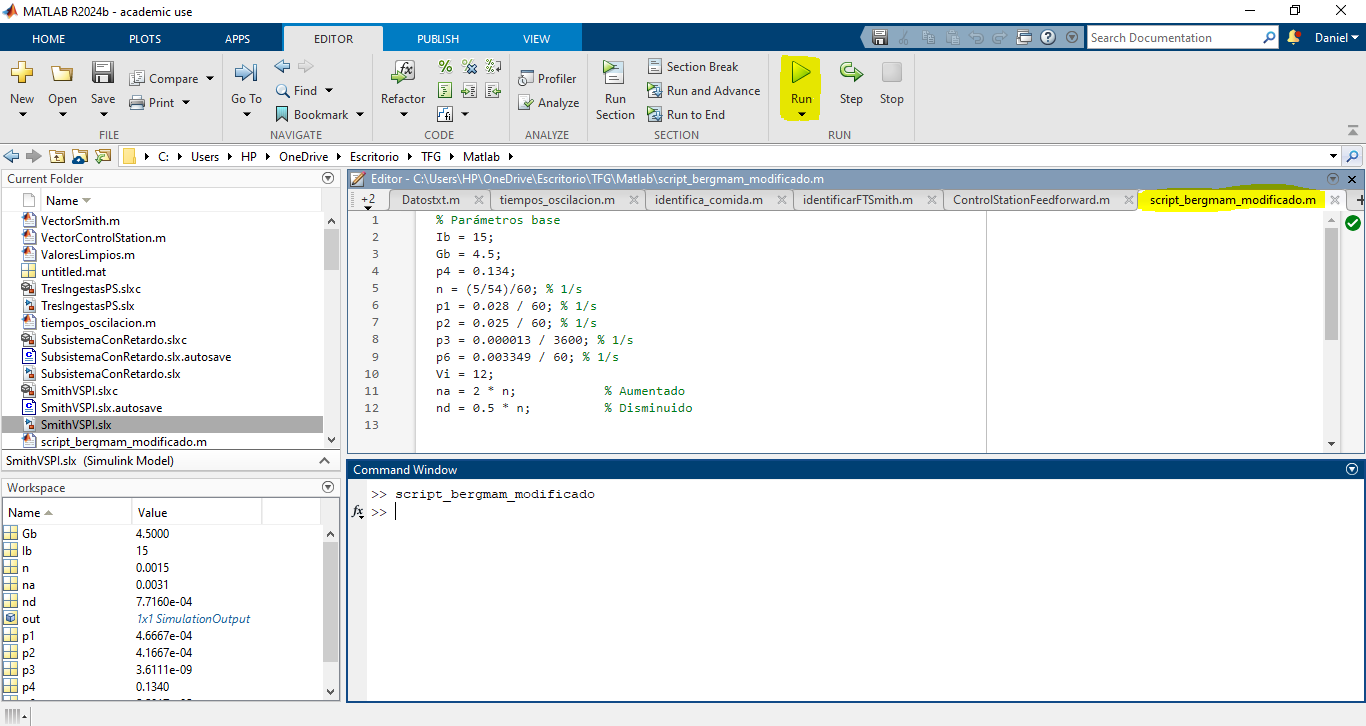 MATLAB R2024b - academic use
HOME PLOTS APPS EDITOR PUBLISH VIEW
Search Documentation Daniel
New Open Save Compare Print
FILE
Go To Find Bookmark
NAVIGATE
Refactor
CODE
Profiler
Analyze
ANALYZE
Run Section
Section Break
Run and Advance
Run to End
SECTION
Run Step Stop
RUN
C: Users HP OneDrive Escritorio TFG Matlab
Current Folder
Name
VectorSmith.m
VectorControlStation.m
ValoresLimpios.m
untitled.mat
TresIngestasPS.slxc
TresIngestasPS.slx
tiempos_oscilacion.m
SubsistemaConRetardo.slxc
SubsistemaConRetardo.slx.autosave
SubsistemaConRetardo.slx
SmithVSPI.slxc
SmithVSPI.slx.autosave
SmithVSPI.slx
script_bergmam_modificado.m
SmithVSPI.slx (Simulink Model)
Workspace
Name Value
Gb 4.5000
Ib 15
n 0.0015
na 0.0031
nd 7.7160e-04
out 1x1 SimulationOutput
p1 4.6667e-04
p2 4.1667e-04
p3 3.6111e-09
p4 0.1340
Editor - C:\Users\HP\OneDrive\Escritorio\TFG\Matlab\script_bergmam_modificado.m
+2 Datostxt.m tiempos_oscilacion.m identifica_comida.m identificarFTSmith.m ControlStationFeedforward.m script_bergmam_modificado.m
1 % Parámetros base
2 Ib = 15;
3 Gb = 4.5;
4 p4 = 0.134;
5 n = (5/54)/60; % 1/s
6 p1 = 0.028 / 60; % 1/s
7 p2 = 0.025 / 60; % 1/s
8 p3 = 0.000013 / 3600; % 1/s
9 p6 = 0.003349 / 60; % 1/s
10 Vi = 12;
11 na = 2 * n; % Aumentado
12 nd = 0.5 * n; % Disminuido
13
Command Window
>> script_bergmam_modificado
fx >>